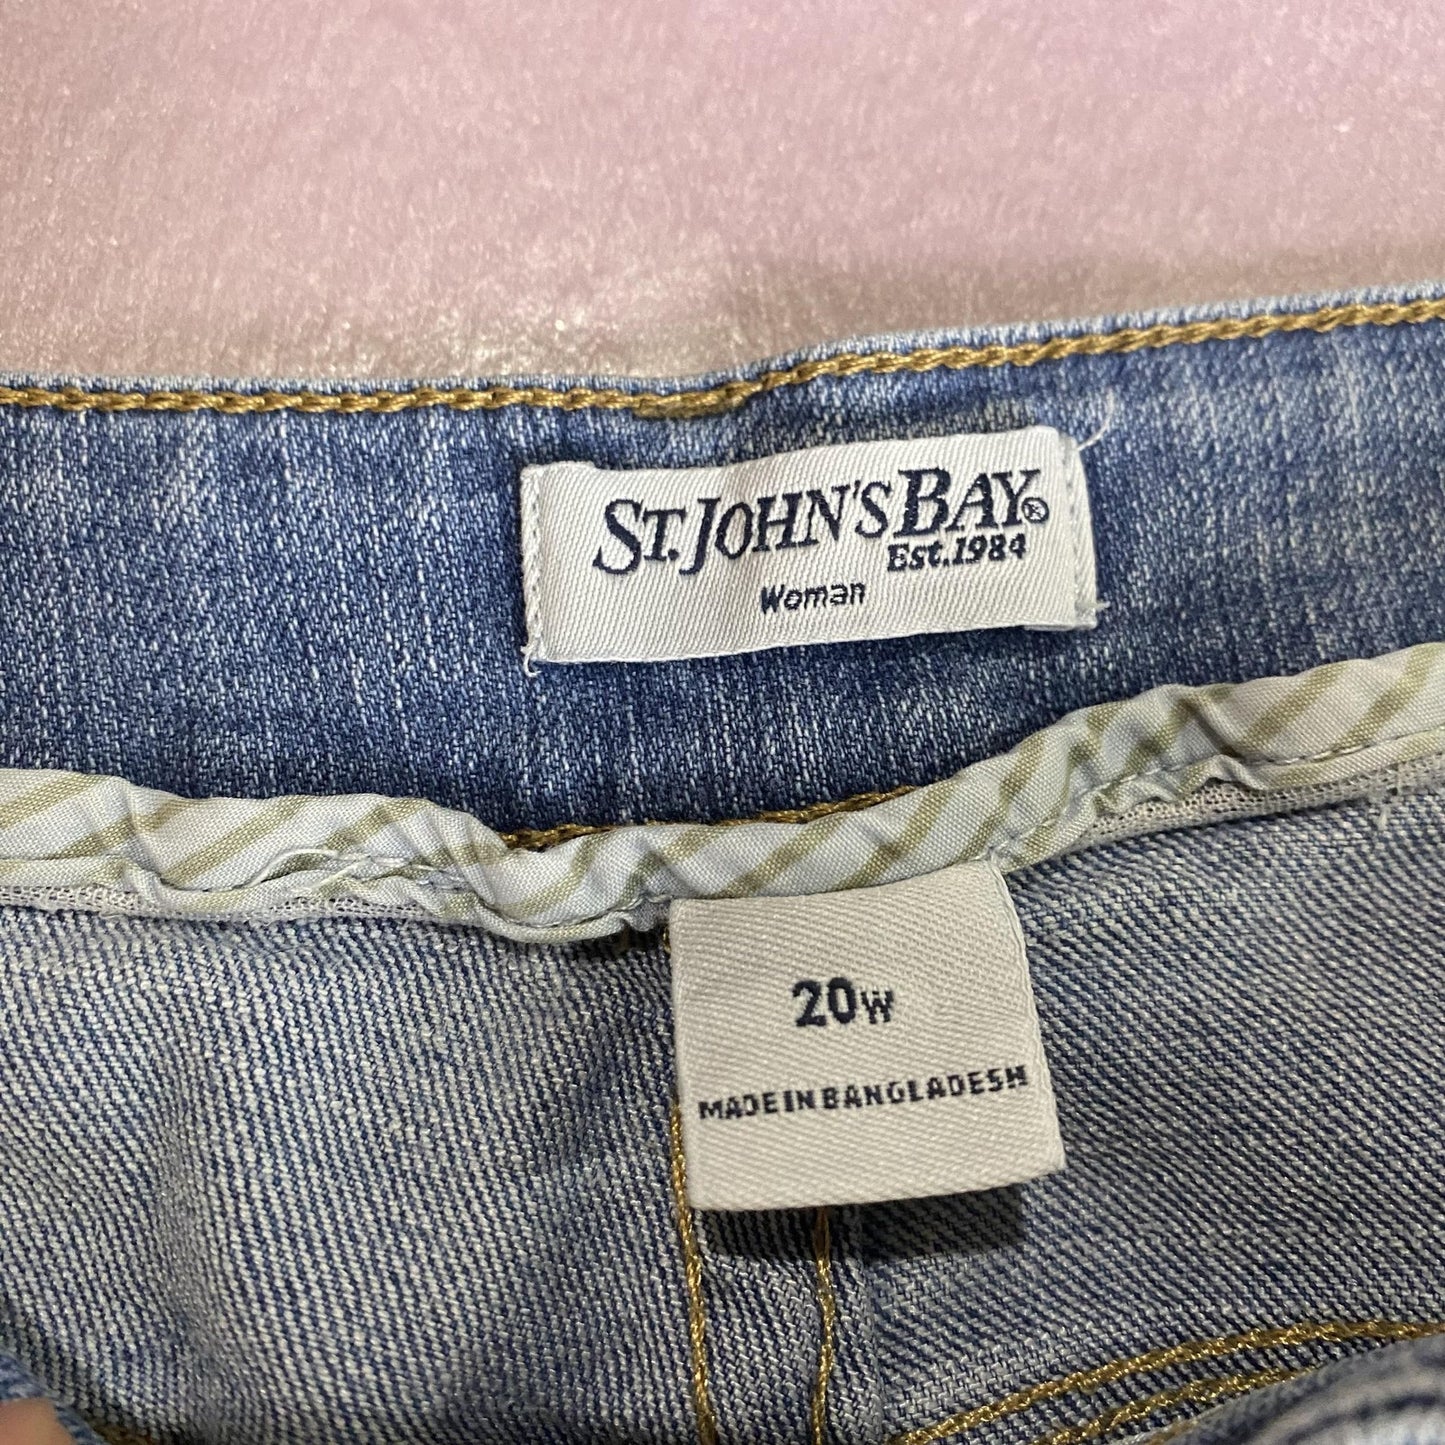 ST. JOHN'S BAY®
Est. 1984
Woman
20W
MADE IN BANGLADESH